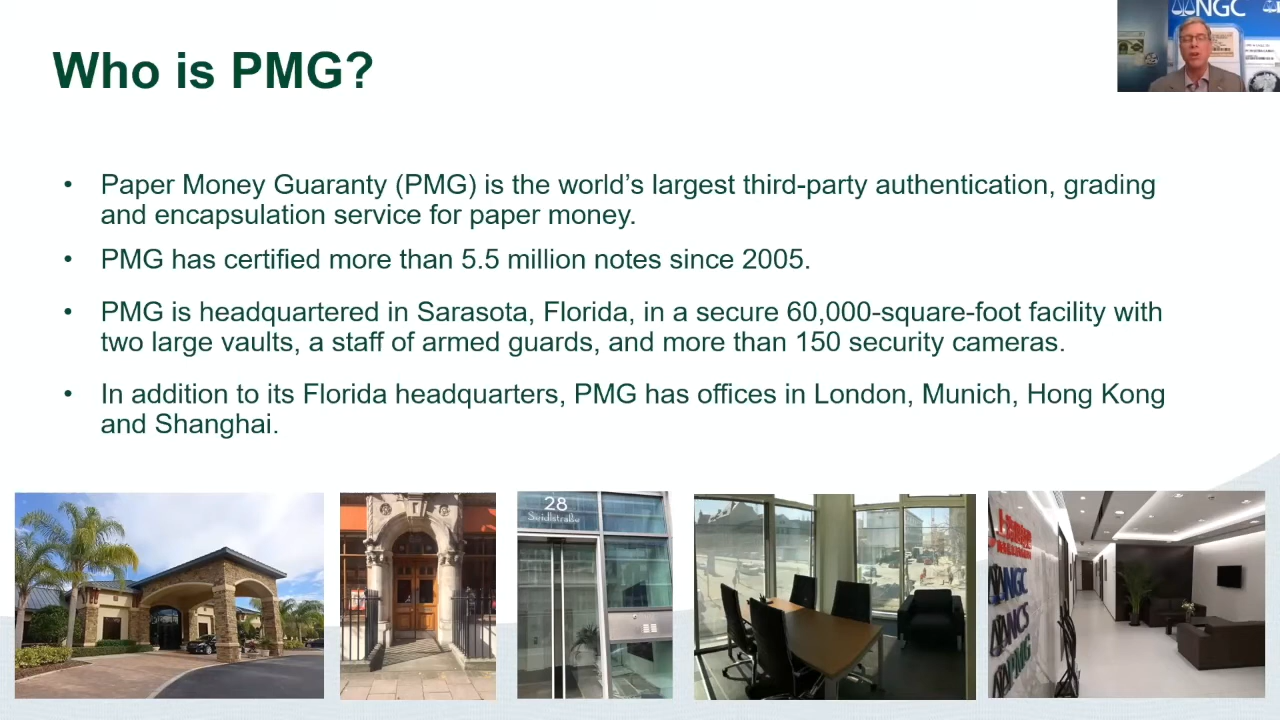 NGC
Who is PMG?
• Paper Money Guaranty (PMG) is the world’s largest third-party authentication, grading
and encapsulation service for paper money.
• PMG has certified more than 5.5 million notes since 2005.
• PMG is headquartered in Sarasota, Florida, in a secure 60,000-square-foot facility with
two large vaults, a staff of armed guards, and more than 150 security cameras.
• In addition to its Florida headquarters, PMG has offices in London, Munich, Hong Kong
and Shanghai.
28
Seidlstraße
NGC
NCS
PMG